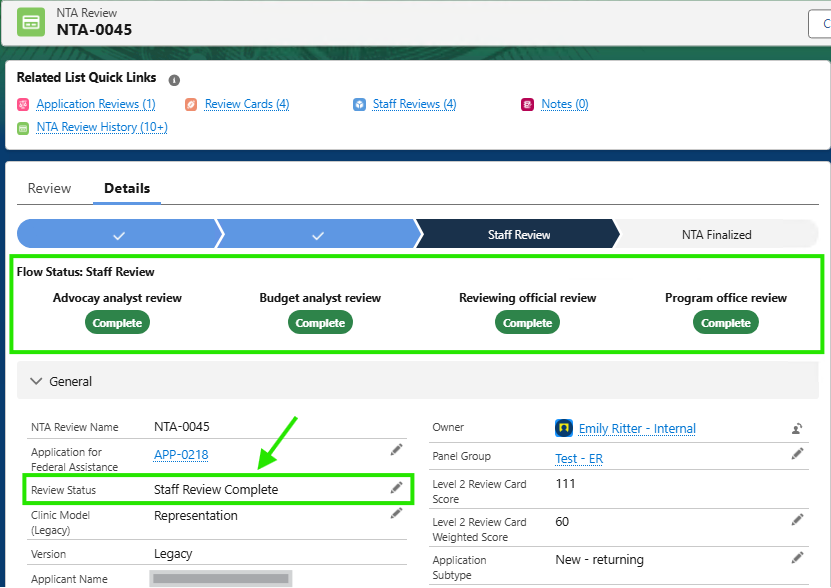 NTA Review
NTA-0045
C
Related List Quick Links
Application Reviews (1)
Review Cards (4)
Staff Reviews (4)
Notes (0)
NTA Review History (10+)
Review
Details
Staff Review
NTA Finalized
Flow Status: Staff Review
Advocay analyst review
Budget analyst review
Reviewing official review
Program office review
Complete
Complete
Complete
Complete
General
NTA Review Name
NTA-0045
Application for
Federal Assistance
APP-0218
Review Status
Staff Review Complete
Clinic Model
(Legacy)
Representation
Version
Legacy
Applicant Name
Owner
Emily Ritter - Internal
Panel Group
Test - ER
Level 2 Review Card
Score
111
Level 2 Review Card
Weighted Score
60
Application
Subtype
New - returning